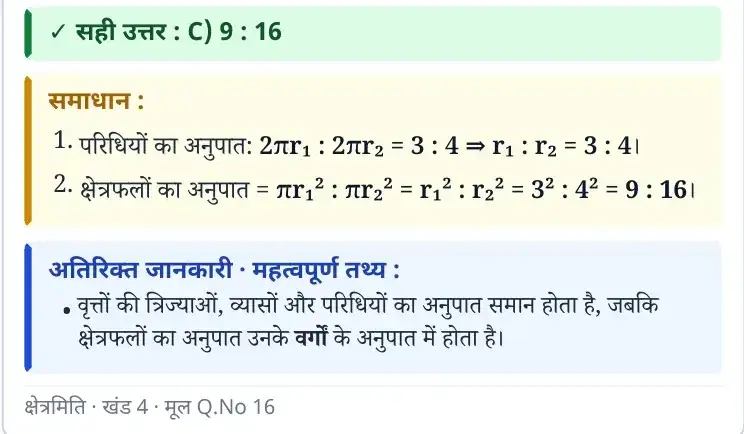 ✓ सही उत्तर : C) 9 : 16
समाधान :
1. परिधियों का अनुपात: 2πr₁ : 2πr₂ = 3 : 4 ⇒ r₁ : r₂ = 3 : 4।
2. क्षेत्रफलों का अनुपात = πr₁² : πr₂² = r₁² : r₂² = 3² : 4² = 9 : 16।
अतिरिक्त जानकारी · महत्वपूर्ण तथ्य :
• वृत्तों की त्रिज्याओं, व्यासों और परिधियों का अनुपात समान होता है, जबकि
क्षेत्रफलों का अनुपात उनके वर्गों के अनुपात में होता है।
क्षेत्रमिति · खंड 4 · मूल Q.No 16